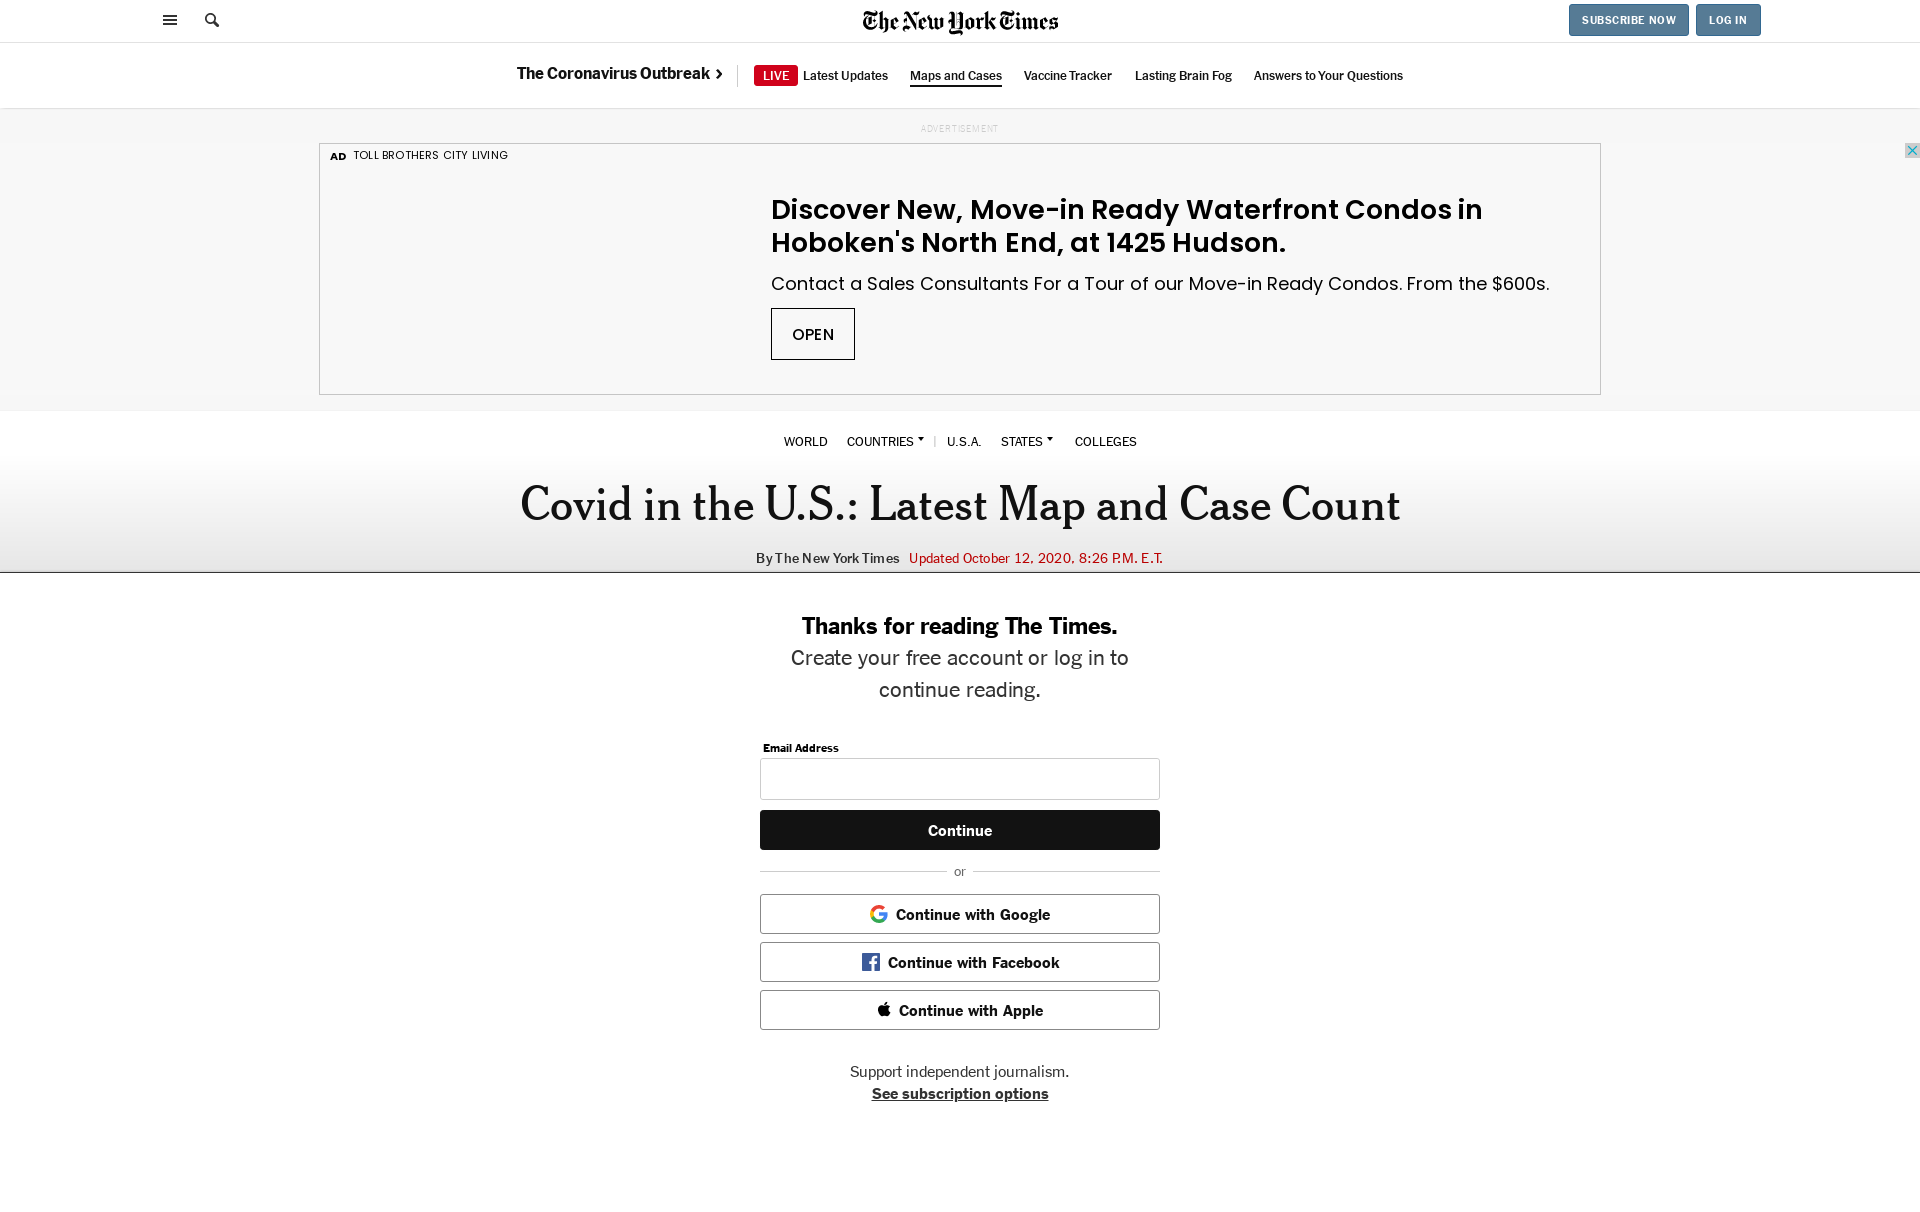 The New York Times
SUBSCRIBE NOW
LOG IN
The Coronavirus Outbreak ›
LIVE Latest Updates
Maps and Cases
Vaccine Tracker
Lasting Brain Fog
Answers to Your Questions
ADVERTISEMENT
AD TOLL BROTHERS CITY LIVING
Discover New, Move-in Ready Waterfront Condos in
Hoboken's North End, at 1425 Hudson.
Contact a Sales Consultants For a Tour of our Move-in Ready Condos. From the $600s.
OPEN
WORLD COUNTRIES | U.S.A. STATES COLLEGES
Covid in the U.S.: Latest Map and Case Count
By The New York Times Updated October 12, 2020, 8:26 P.M. E.T.
Thanks for reading The Times.
Create your free account or log in to
continue reading.
Email Address
Continue
or
Continue with Google
Continue with Facebook
Continue with Apple
Support independent journalism.
See subscription options